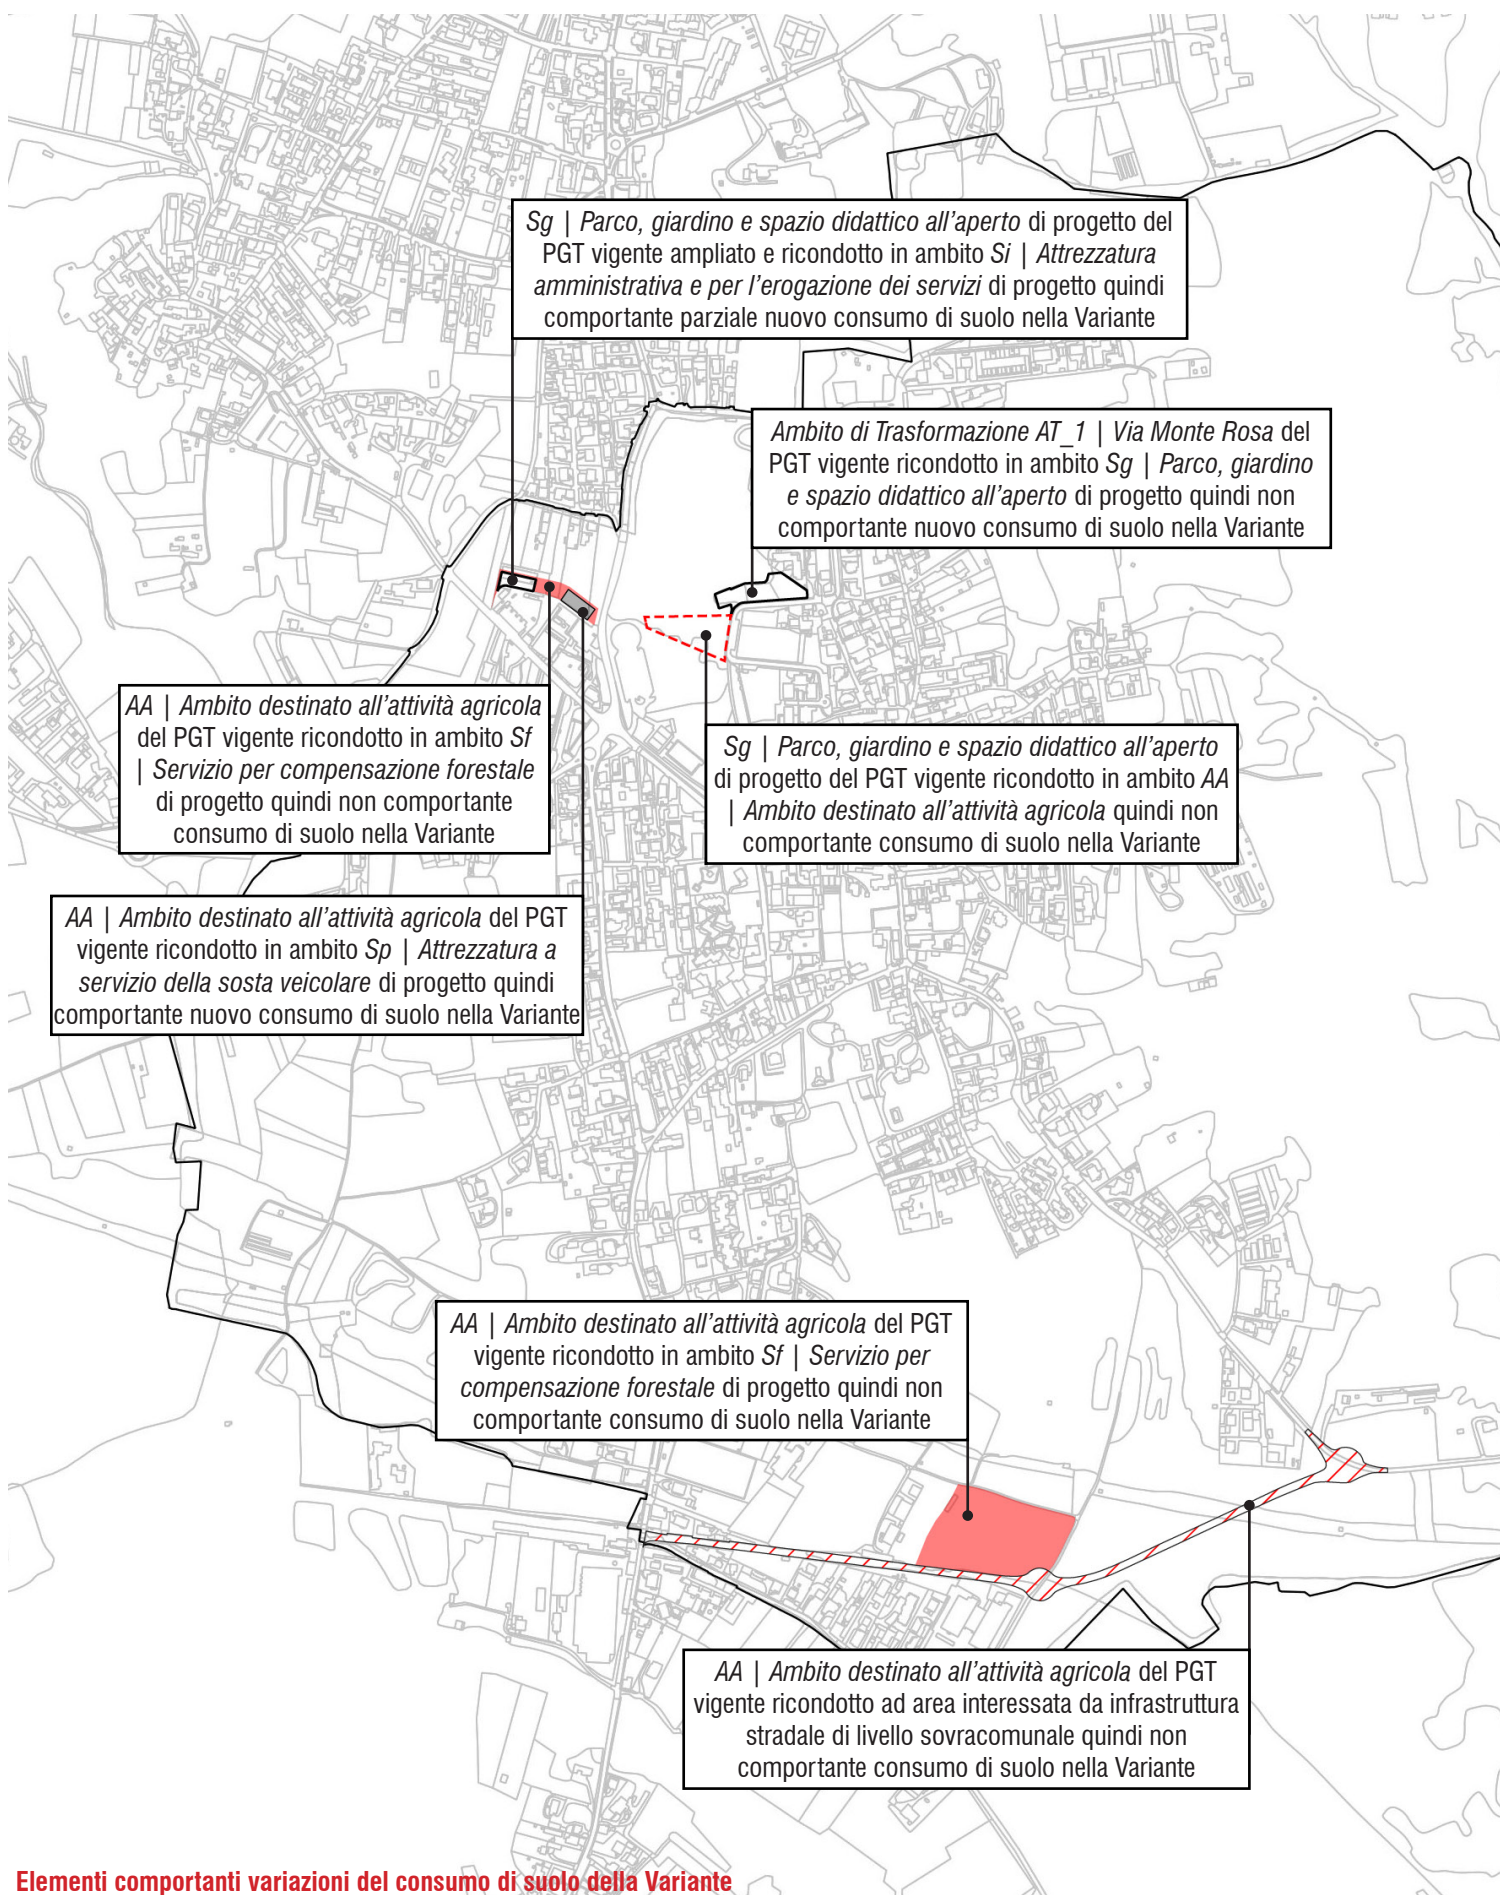 Sg | Parco, giardino e spazio didattico all'aperto di progetto del
PGT vigente ampliato e ricondotto in ambito Si | Attrezzatura
amministrativa e per l'erogazione dei servizi di progetto quindi
comportante parziale nuovo consumo di suolo nella Variante
Ambito di Trasformazione AT_1 | Via Monte Rosa del
PGT vigente ricondotto in ambito Sg | Parco, giardino
e spazio didattico all'aperto di progetto quindi non
comportante nuovo consumo di suolo nella Variante
AA | Ambito destinato all'attività agricola
del PGT vigente ricondotto in ambito Sf
| Servizio per compensazione forestale
di progetto quindi non comportante
consumo di suolo nella Variante
Sg | Parco, giardino e spazio didattico all'aperto
di progetto del PGT vigente ricondotto in ambito AA
| Ambito destinato all'attività agricola quindi non
comportante consumo di suolo nella Variante
AA | Ambito destinato all'attività agricola del PGT
vigente ricondotto in ambito Sp | Attrezzatura a
servizio della sosta veicolare di progetto quindi
comportante nuovo consumo di suolo nella Variante
AA | Ambito destinato all'attività agricola del PGT
vigente ricondotto in ambito Sf | Servizio per
compensazione forestale di progetto quindi non
comportante consumo di suolo nella Variante
AA | Ambito destinato all'attività agricola del PGT
vigente ricondotto ad area interessata da infrastruttura
stradale di livello sovracomunale quindi non
comportante consumo di suolo nella Variante
Elementi comportanti variazioni del consumo di suolo della Variante